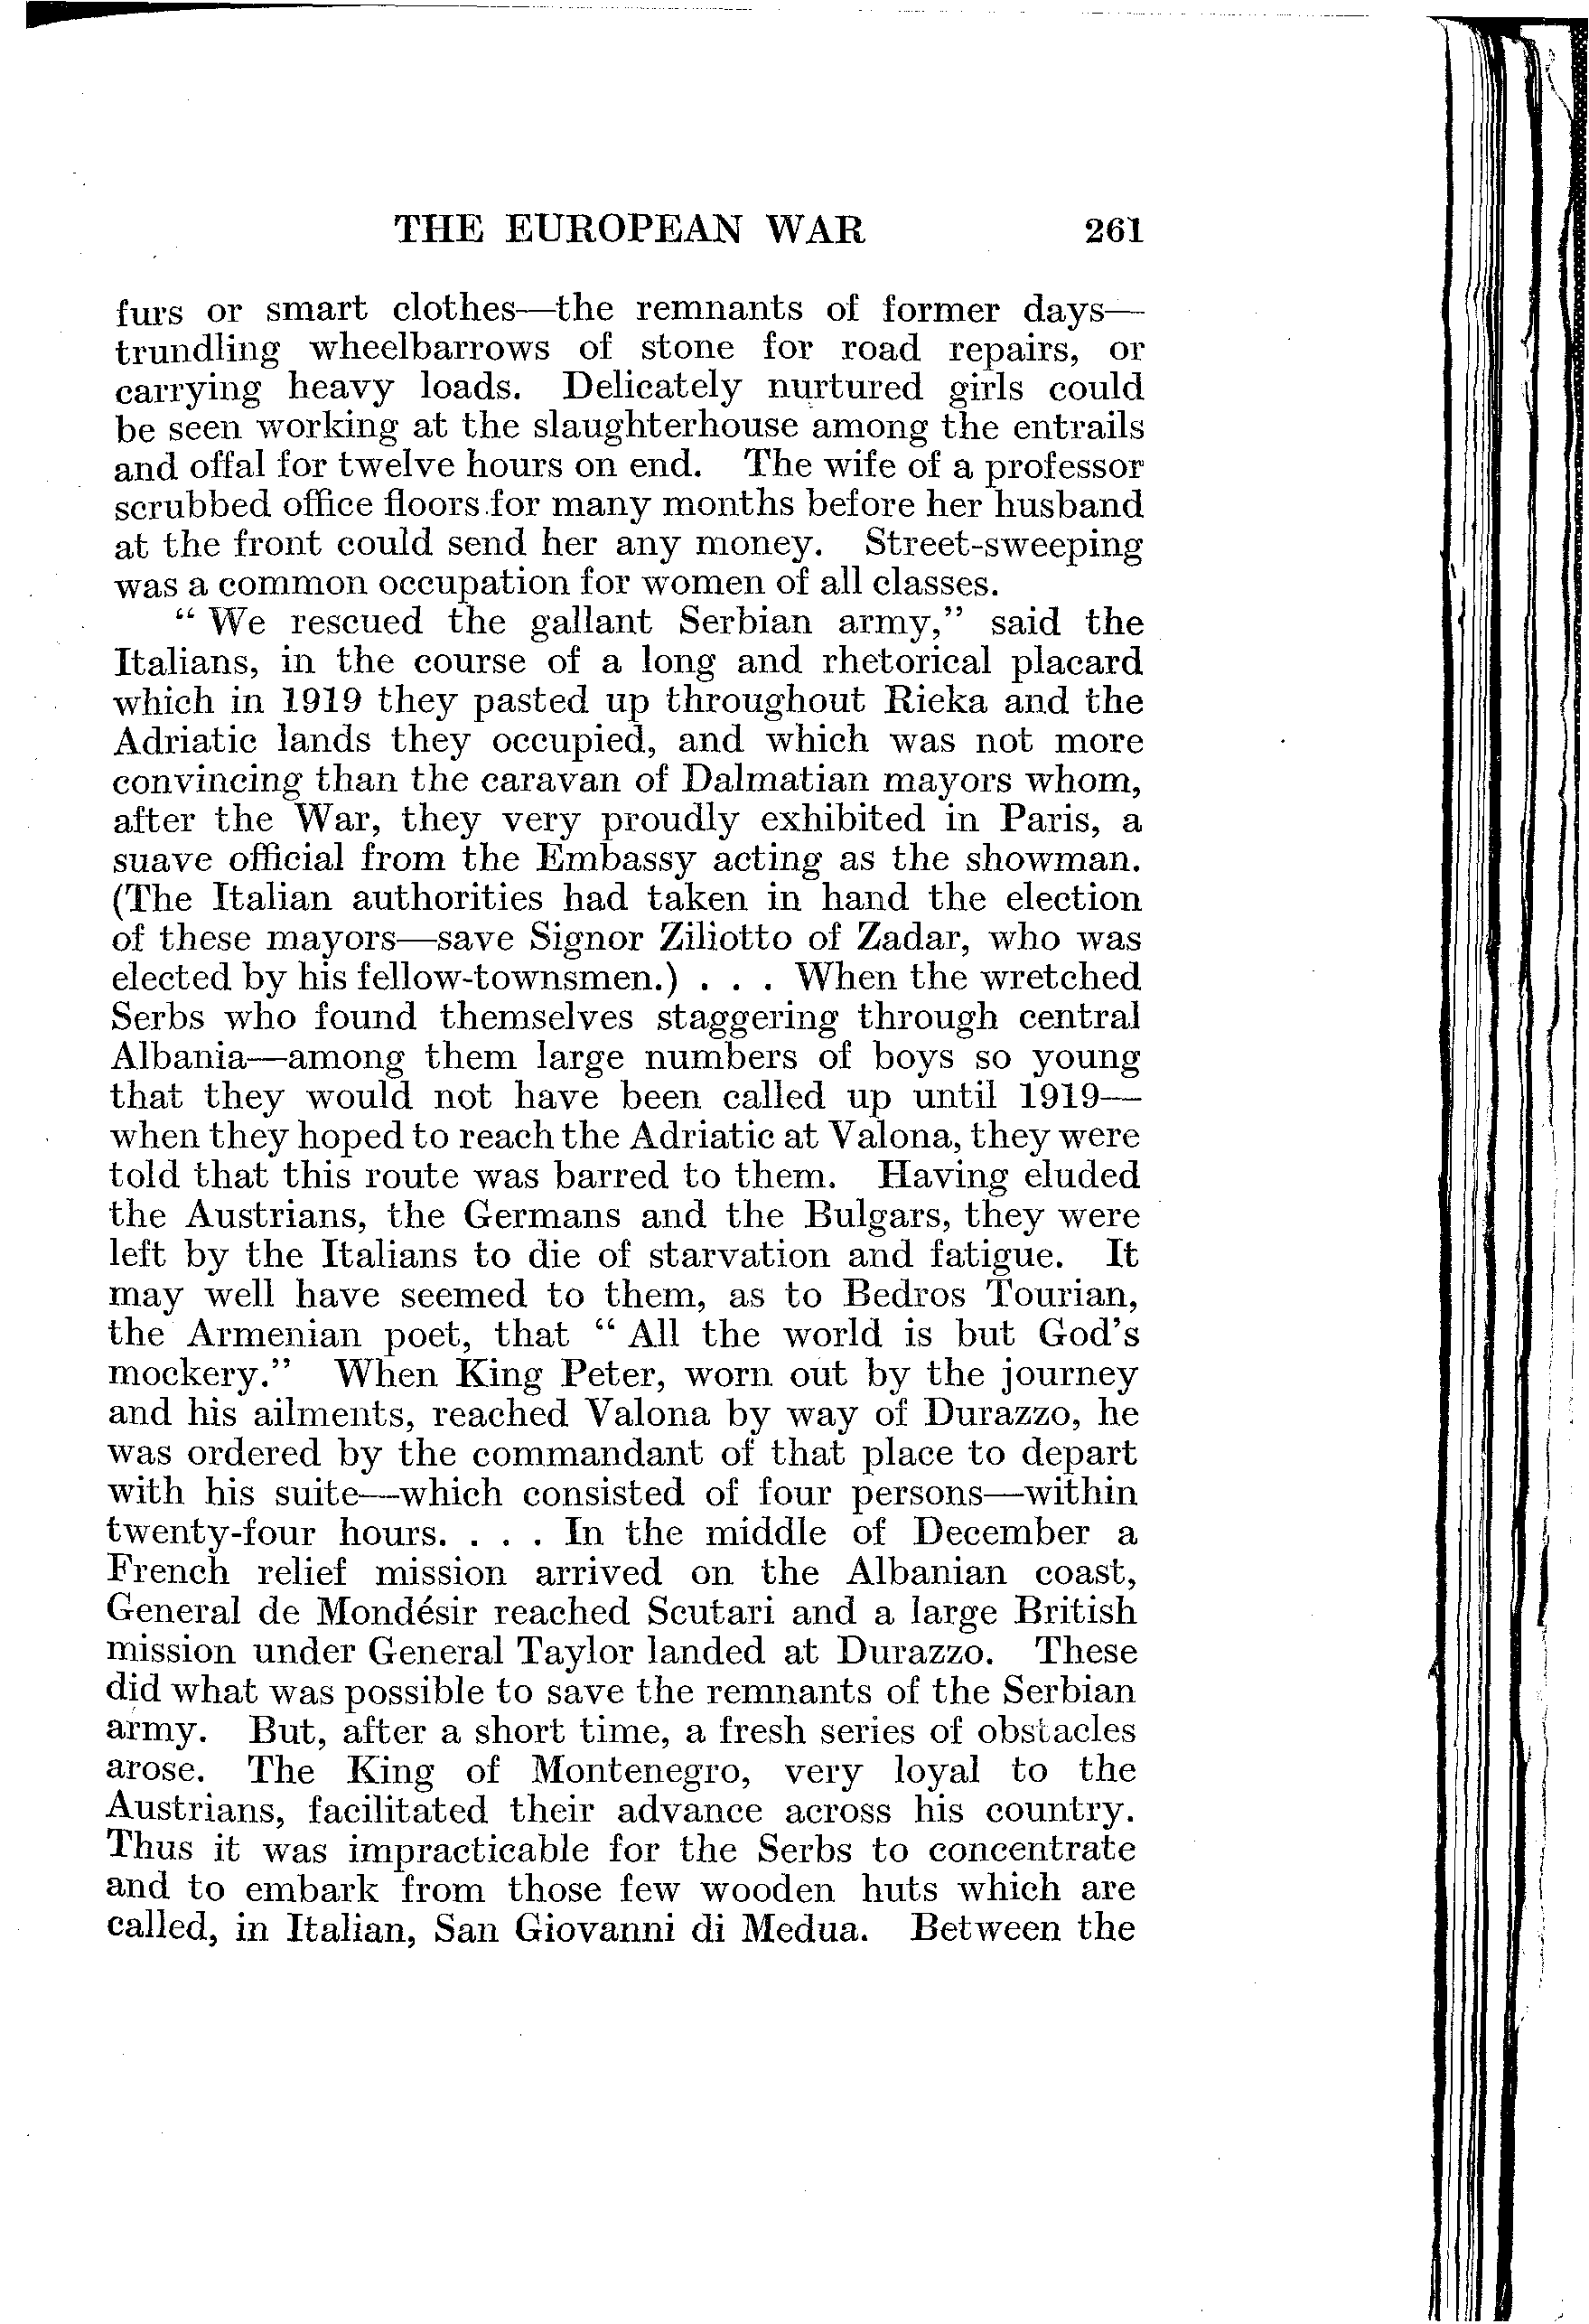 THE EUROPEAN WAR 261
furs or smart clothes—the remnants of former days—
trundling wheelbarrows of stone for road repairs, or
carrying heavy loads. Delicately nurtured girls could
be seen working at the slaughterhouse among the entrails
and offal for twelve hours on end. The wife of a professor
scrubbed office floors for many months before her husband
at the front could send her any money. Street-sweeping
was a common occupation for women of all classes.
“ We rescued the gallant Serbian army,” said the
Italians, in the course of a long and rhetorical placard
which in 1919 they pasted up throughout Rieka and the
Adriatic lands they occupied, and which was not more
convincing than the caravan of Dalmatian mayors whom,
after the War, they very proudly exhibited in Paris, a
suave official from the Embassy acting as the showman.
(The Italian authorities had taken in hand the election
of these mayors—save Signor Ziliotto of Zadar, who was
elected by his fellow-townsmen.) . . . When the wretched
Serbs who found themselves staggering through central
Albania—among them large numbers of boys so young
that they would not have been called up until 1919—
when they hoped to reach the Adriatic at Valona, they were
told that this route was barred to them. Having eluded
the Austrians, the Germans and the Bulgars, they were
left by the Italians to die of starvation and fatigue. It
may well have seemed to them, as to Bedros Tourian,
the Armenian poet, that “ All the world is but God's
mockery.” When King Peter, worn out by the journey
and his ailments, reached Valona by way of Durazzo, he
was ordered by the commandant of that place to depart
with his suite—which consisted of four persons—within
twenty-four hours. . . . In the middle of December a
French relief mission arrived on the Albanian coast,
General de Mondésir reached Scutari and a large British
mission under General Taylor landed at Durazzo. These
did what was possible to save the remnants of the Serbian
army. But, after a short time, a fresh series of obstacles
arose. The King of Montenegro, very loyal to the
Austrians, facilitated their advance across his country.
Thus it was impracticable for the Serbs to concentrate
and to embark from those few wooden huts which are
called, in Italian, San Giovanni di Medua. Between the